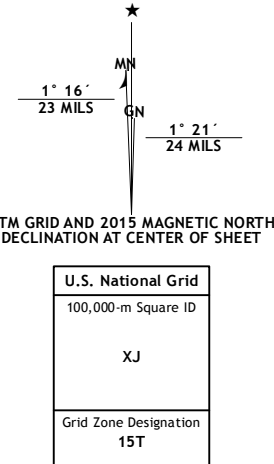 ★
MN
1° 16´
23 MILS
GN
1° 21´
24 MILS
TM GRID AND 2015 MAGNETIC NORTH
DECLINATION AT CENTER OF SHEET
U.S. National Grid
100,000-m Square ID
XJ
Grid Zone Designation
15T